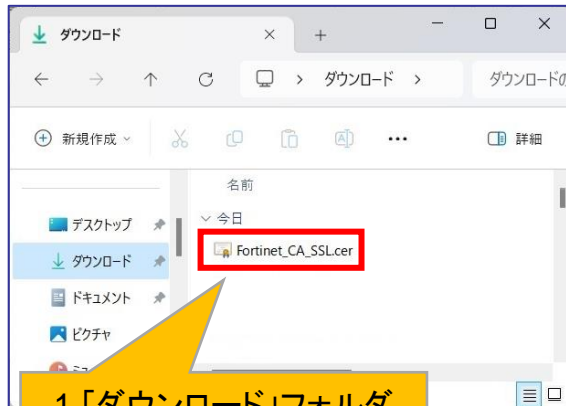 ダウンロード
ダウンロード
ダウンロードの
新規作成
詳細
名前
今日
デスクトップ
Fortinet_CA_SSL.cer
ダウンロード
ドキュメント
ピクチャ
1.「ダウンロード」フォルダ